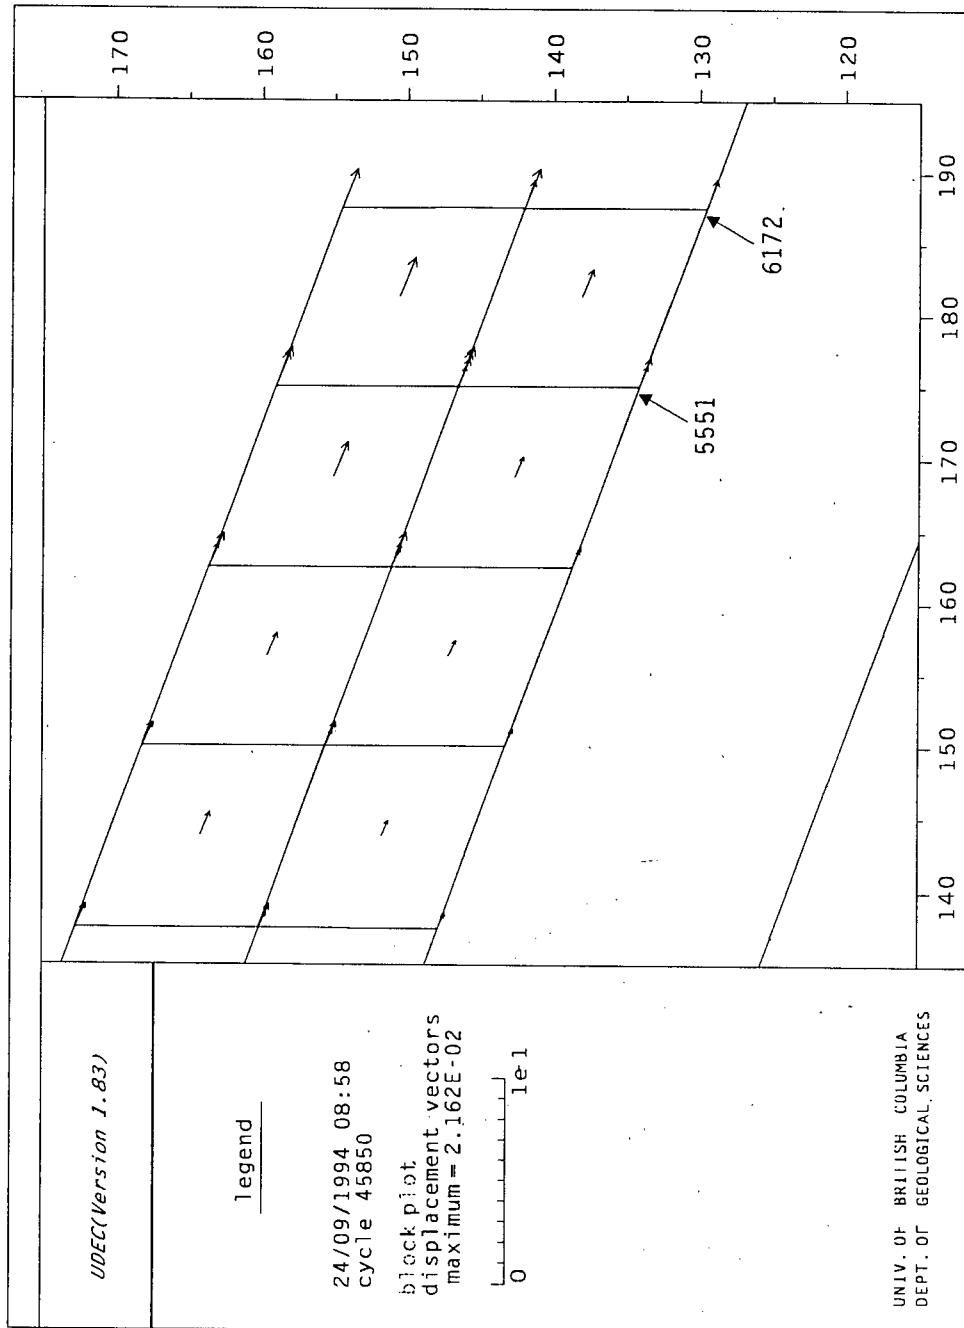 UDEC(Version 1.83)
legend
24/09/1994 08:58
cycle 45850
block plot
displacement vectors
maximum = 2.162E-02
0 1e-1
UNIV. OF BRITISH COLUMBIA
DEPT. OF GEOLOGICAL SCIENCES
170
160
150
140
130
120
5551
6172
140 150 160 170 180 190